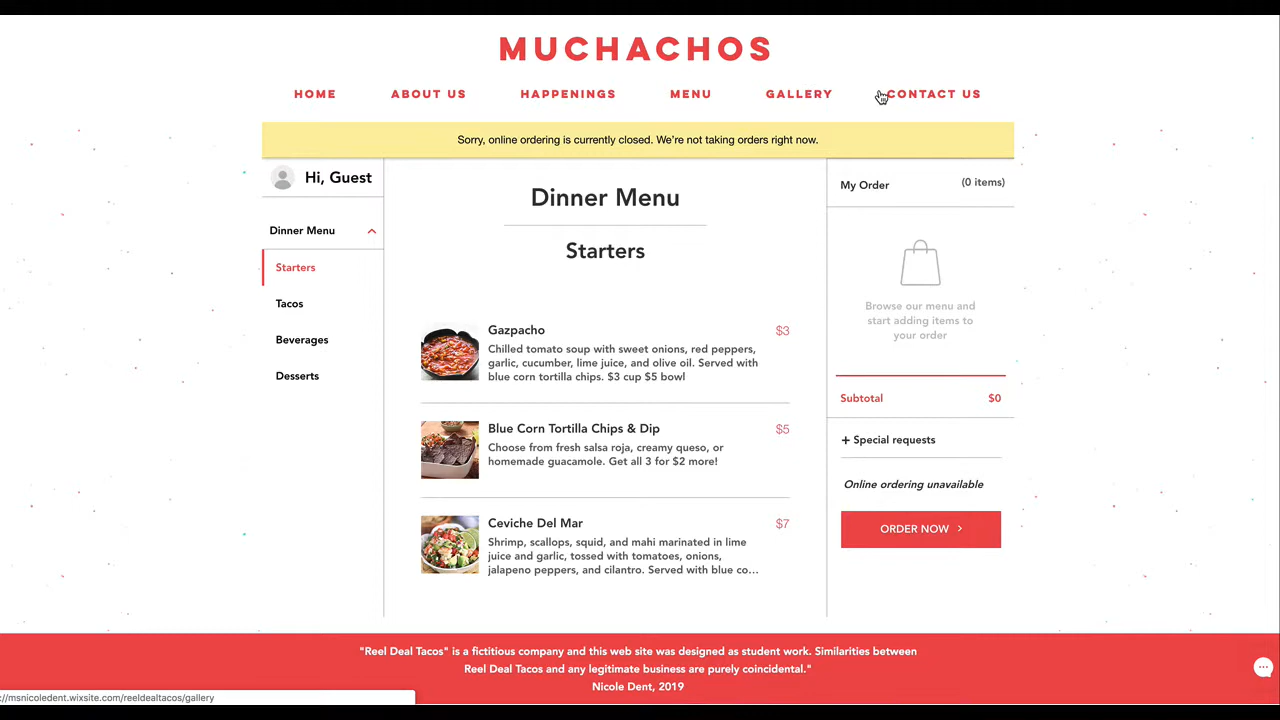 MUCHACHOS
HOME ABOUT US HAPPENINGS MENU GALLERY CONTACT US
Sorry, online ordering is currently closed. We're not taking orders right now.
Hi, Guest
Dinner Menu
Starters
Tacos
Beverages
Desserts
Dinner Menu
Starters
Gazpacho $3
Chilled tomato soup with sweet onions, red peppers,
garlic, cucumber, lime juice, and olive oil. Served with
blue corn tortilla chips. $3 cup $5 bowl
Blue Corn Tortilla Chips & Dip $5
Choose from fresh salsa roja, creamy queso, or
homemade guacamole. Get all 3 for $2 more!
Ceviche Del Mar $7
Shrimp, scallops, squid, and mahi marinated in lime
juice and garlic, tossed with tomatoes, onions,
jalapeno peppers, and cilantro. Served with blue co...
My Order (0 items)
Browse our menu and
start adding items to
your order
Subtotal $0
+ Special requests
Online ordering unavailable
ORDER NOW >
"Reel Deal Tacos" is a fictitious company and this web site was designed as student work. Similarities between
Reel Deal Tacos and any legitimate business are purely coincidental."
Nicole Dent, 2019
://msnicoledent.wixsite.com/reeldealtacos/gallery